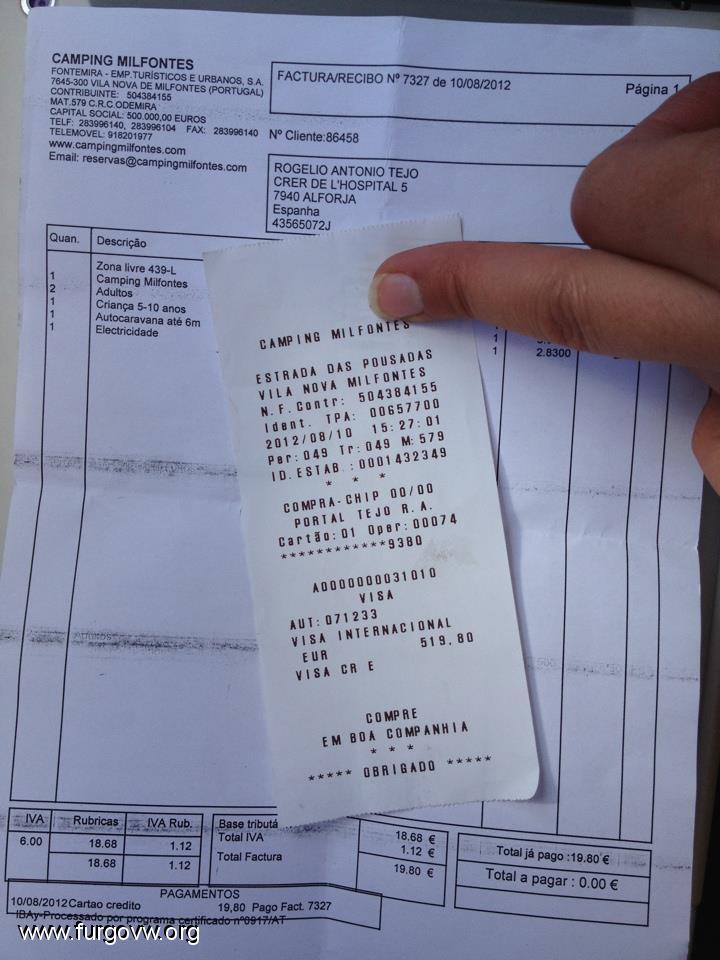 CAMPING MILFONTES
FONTEMIRA - EMP.TURÍSTICOS E URBANOS, S.A.
7645-300 VILA NOVA DE MILFONTES (PORTUGAL)
CONTRIBUINTE: 504384155
MAT.579 C.R.C.ODEMIRA
CAPITAL SOCIAL: 500.000,00 EUROS
TELF: 283996140, 283996104 FAX: 283996140
TELEMOVEL: 918201977
www.campingmilfontes.com
Email: reservas@campingmilfontes.com
FACTURA/RECIBO Nº 7327 de 10/08/2012
Página 1
Nº Cliente:86458
ROGELIO ANTONIO TEJO
CRER DE L'HOSPITAL 5
7940 ALFORJA
Espanha
43565072J
Quan. Descrição
Zona livre 439-L
1 Camping Milfontes
2 Adultos
1 Criança 5-10 anos
1 Autocaravana até 6m
1 Electricidade
1
1 2.8300
CAMPING MILFONTES
ESTRADA DAS POUSADAS
VILA NOVA MILFONTES
N.F.Contr: 504384155
Ident. TPA: 00657700
2012/08/10 15:27:01
Per:049 Tr:049 M:579
ID.ESTAB.:0001432349
* * *
COMPRA-CHIP 00/00
PORTAL TEJO R.A.
Cartão:01 Oper:00074
************9380
A0000000031010
VISA
AUT:071233
VISA INTERNACIONAL
EUR 519,80
VISA CR E
COMPRE
EM BOA COMPANHIA
* * *
***** OBRIGADO *****
IVA Rubricas IVA Rub.
6.00 18.68 1.12
18.68 1.12
Base tributá 18.68 €
Total IVA 1.12 €
Total Factura 19.80 €
Total já pago :19.80 €
Total a pagar : 0.00 €
PAGAMENTOS
10/08/2012Cartao credito 19,80 Pago Fact. 7327
IBAy-Processado por programa certificado nº0917/AT
www.furgovw.org